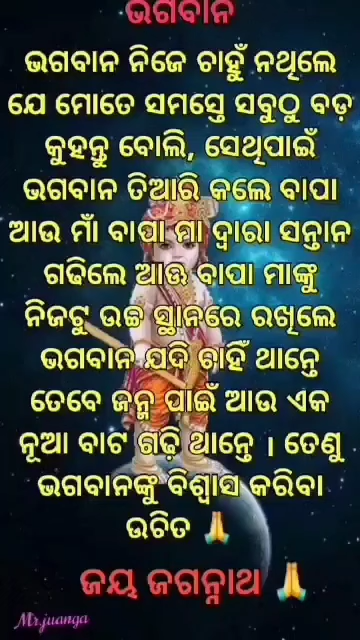 ଭଗବାନ
ଭଗବାନ ନିଜେ ଚାହୁଁ ନଥିଲେ
ଯେ ମୋତେ ସମସ୍ତେ ସବୁଠୁ ବଡ଼
କୁହନ୍ତୁ ବୋଲି, ସେଥିପାଇଁ
ଭଗବାନ ତିଆରି କଲେ ବାପା
ଆଉ ମାଁ ବାପା ମା ଦ୍ୱାରା ସନ୍ତାନ
ଗଢିଲେ ଆଉ ବାପା ମାଙ୍କୁ
ନିଜଟୁ ଉଚ୍ଚ ସ୍ଥାନରେ ରଖିଲେ
ଭଗବାନ ଯଦି ଚାହିଁ ଥାନ୍ତେ
ତେବେ ଜନ୍ମ ପାଇଁ ଆଉ ଏକ
ନୂଆ ବାଟ ଗଢ଼ି ଥାନ୍ତେ । ତେଣୁ
ଭଗବାନଙ୍କୁ ବିଶ୍ୱାସ କରିବା
ଉଚିତ 🙏
ଜୟ ଜଗନ୍ନାଥ 🙏
Mr.juanga